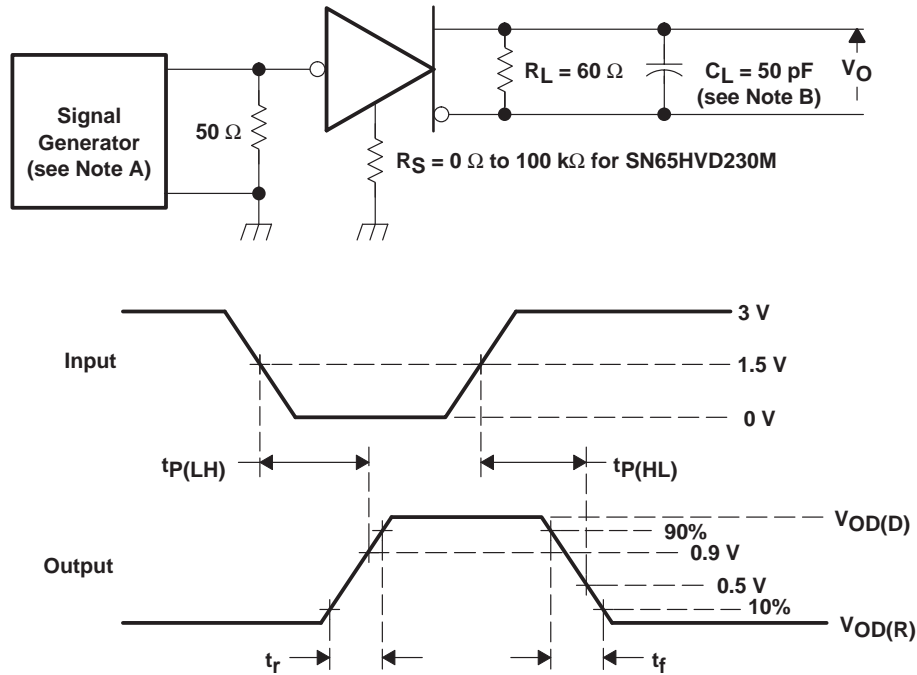 Signal
Generator
(see Note A)
50 Ω
RL = 60 Ω
CL = 50 pF
(see Note B)
VO
RS = 0 Ω to 100 kΩ for SN65HVD230M
Input
3 V
1.5 V
0 V
tP(LH)
tP(HL)
Output
VOD(D)
90%
0.9 V
0.5 V
10%
VOD(R)
tr
tf